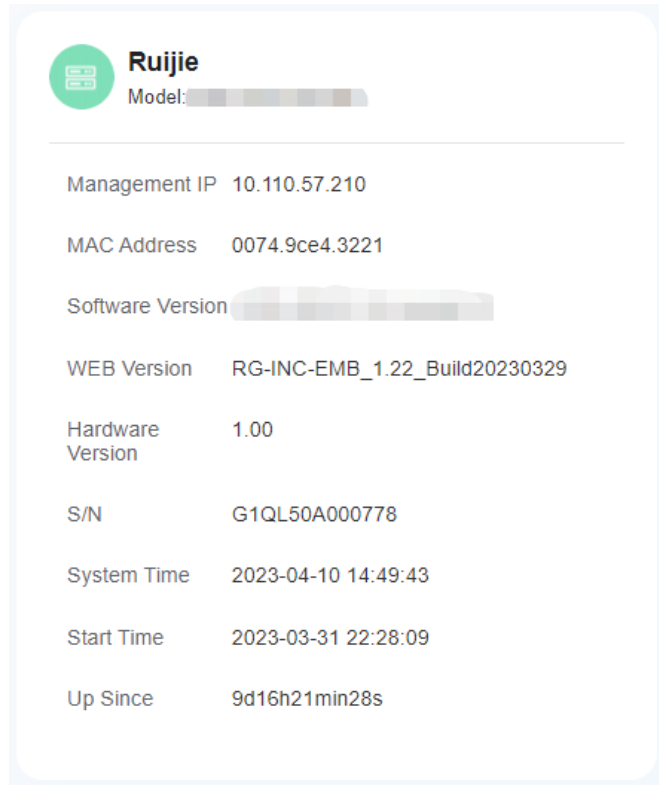 Ruijie
Model:
Management IP 10.110.57.210
MAC Address 0074.9ce4.3221
Software Version
WEB Version RG-INC-EMB_1.22_Build20230329
Hardware 1.00
Version
S/N G1QL50A000778
System Time 2023-04-10 14:49:43
Start Time 2023-03-31 22:28:09
Up Since 9d16h21min28s